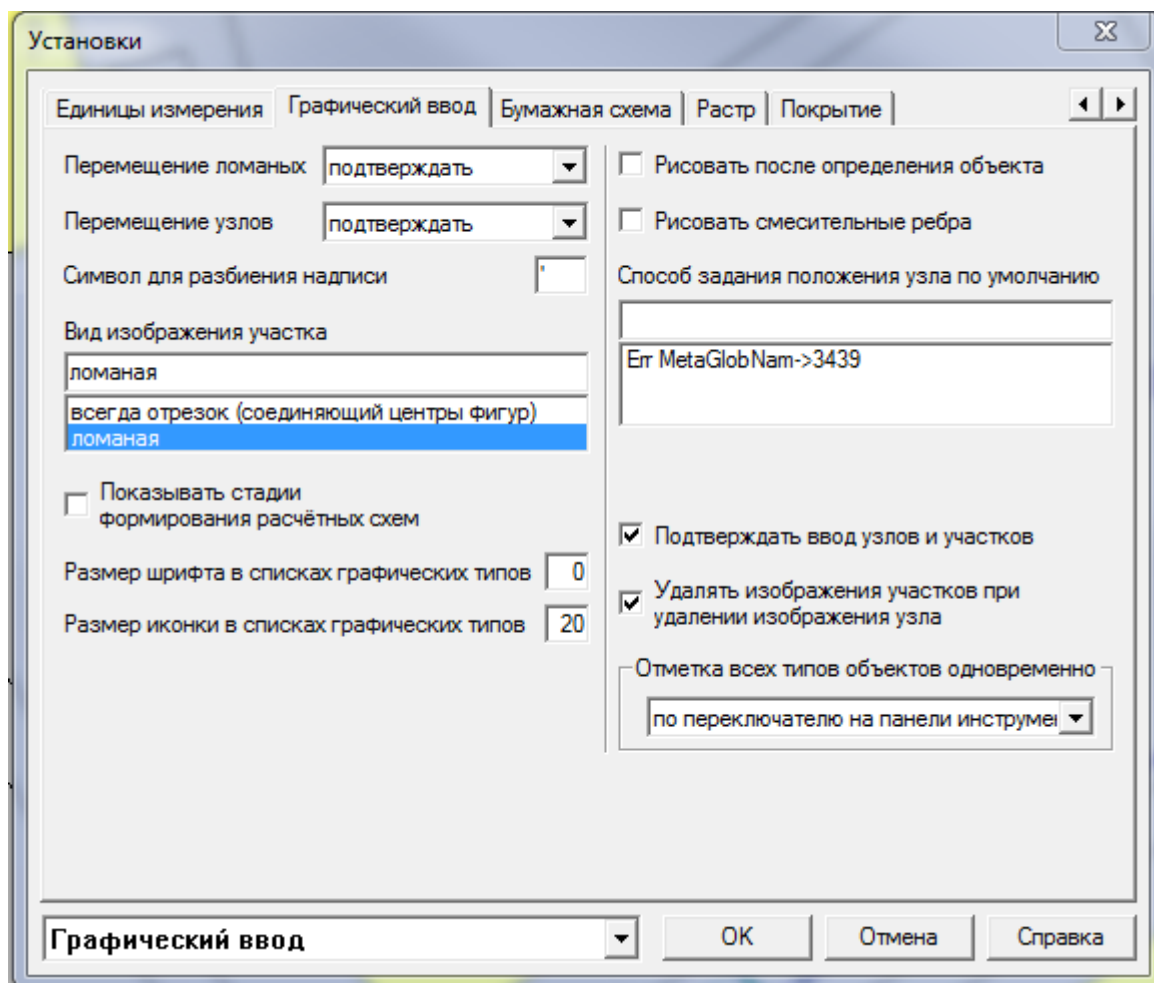 Установки
Единицы измерения
Графический ввод
Бумажная схема
Растр
Покрытие
Перемещение ломаных
подтверждать
Перемещение узлов
подтверждать
Символ для разбиения надписи
'
Вид изображения участка
ломаная
всегда отрезок (соединяющий центры фигур)
ломаная
Показывать стадии
формирования расчётных схем
Размер шрифта в списках графических типов
0
Размер иконки в списках графических типов
20
Рисовать после определения объекта
Рисовать смесительные ребра
Способ задания положения узла по умолчанию
Err MetaGlobNam->3439
Подтверждать ввод узлов и участков
Удалять изображения участков при
удалении изображения узла
Отметка всех типов объектов одновременно
по переключателю на панели инструме
Графический ввод
OK
Отмена
Справка